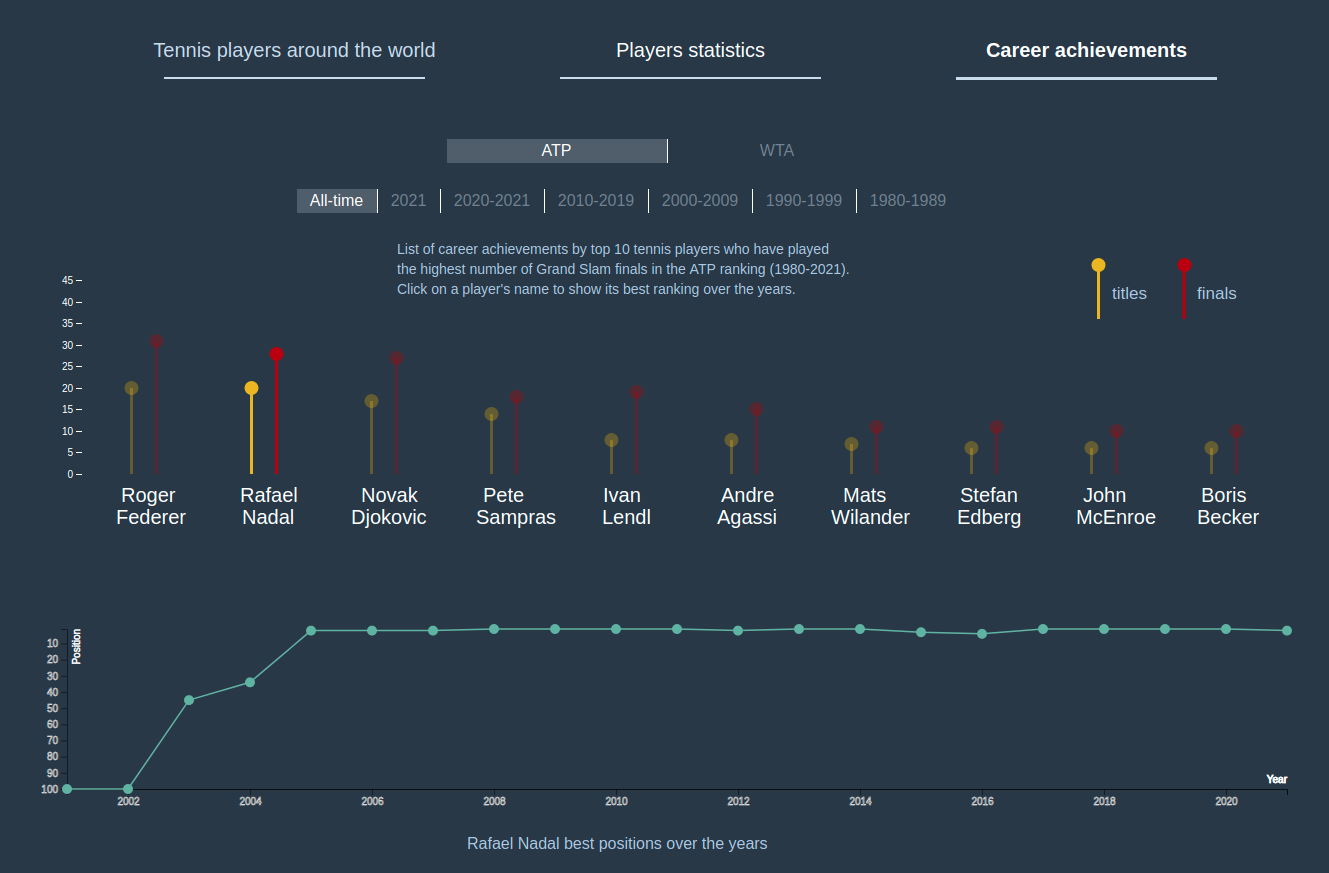 Tennis players around the world
Players statistics
Career achievements
ATP
WTA
All-time
2021
2020-2021
2010-2019
2000-2009
1990-1999
1980-1989
List of career achievements by top 10 tennis players who have played
the highest number of Grand Slam finals in the ATP ranking (1980-2021).
Click on a player's name to show its best ranking over the years.
titles
finals
45
40
35
30
25
20
15
10
5
0
Roger
Federer
Rafael
Nadal
Novak
Djokovic
Pete
Sampras
Ivan
Lendl
Andre
Agassi
Mats
Wilander
Stefan
Edberg
John
McEnroe
Boris
Becker
Position
10
20
30
40
50
60
70
80
90
100
Year
2002
2004
2006
2008
2010
2012
2014
2016
2018
2020
Rafael Nadal best positions over the years